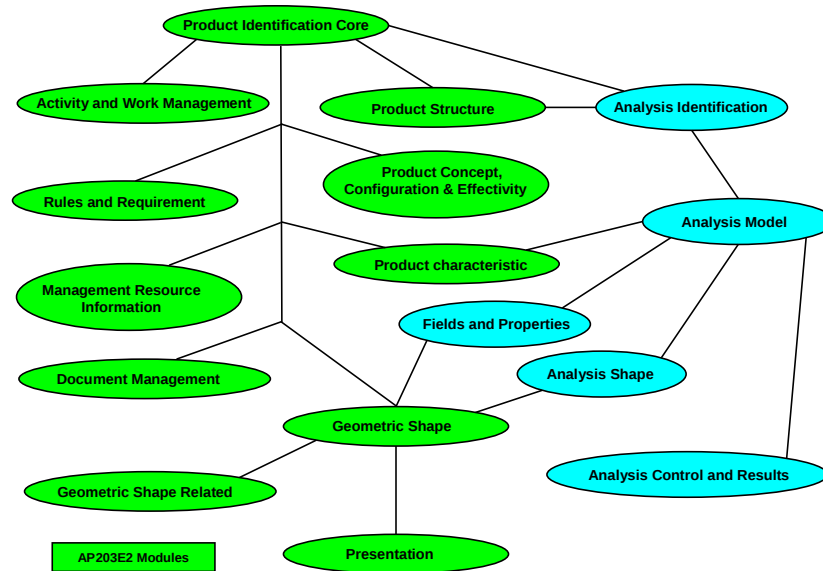 Product Identification Core
Activity and Work Management
Product Structure
Analysis Identification
Product Concept,
Configuration & Effectivity
Rules and Requirement
Analysis Model
Product characteristic
Management Resource
Information
Fields and Properties
Document Management
Analysis Shape
Geometric Shape
Analysis Control and Results
Geometric Shape Related
Presentation
AP203E2 Modules